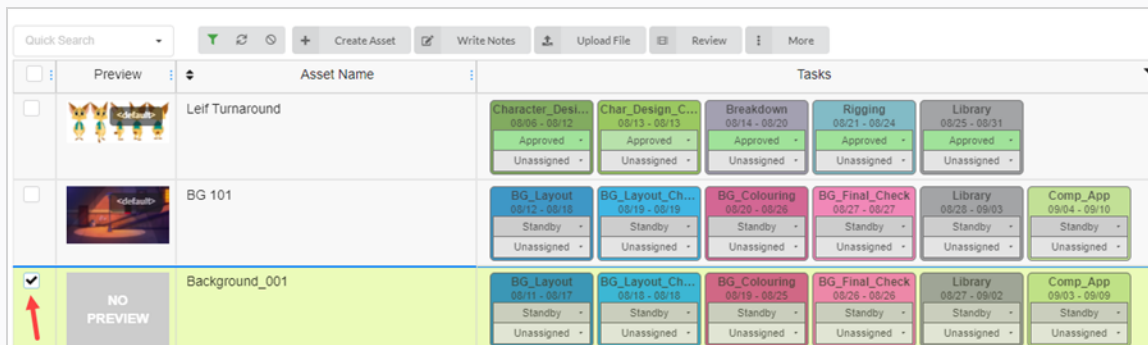 Quick Search
Create Asset
Write Notes
Upload File
Review
More
Preview
Asset Name
Tasks
<default>
Leif Turnaround
Character_Desi... Char_Design_C... Breakdown Rigging Library
08/06 - 08/12 08/13 - 08/13 08/14 - 08/20 08/21 - 08/24 08/25 - 08/31
Approved Approved Approved Approved Approved
Unassigned Unassigned Unassigned Unassigned Unassigned
<default>
BG 101
BG_Layout BG_Layout_Ch... BG_Colouring BG_Final_Check Library Comp_App
08/12 - 08/18 08/19 - 08/19 08/20 - 08/26 08/27 - 08/27 08/28 - 09/03 09/04 - 09/10
Standby Standby Standby Standby Standby Standby
Unassigned Unassigned Unassigned Unassigned Unassigned Unassigned
NO
PREVIEW
Background_001
BG_Layout BG_Layout_Ch... BG_Colouring BG_Final_Check Library Comp_App
08/11 - 08/17 08/18 - 08/18 08/19 - 08/25 08/26 - 08/26 08/27 - 09/02 09/03 - 09/09
Standby Standby Standby Standby Standby Standby
Unassigned Unassigned Unassigned Unassigned Unassigned Unassigned